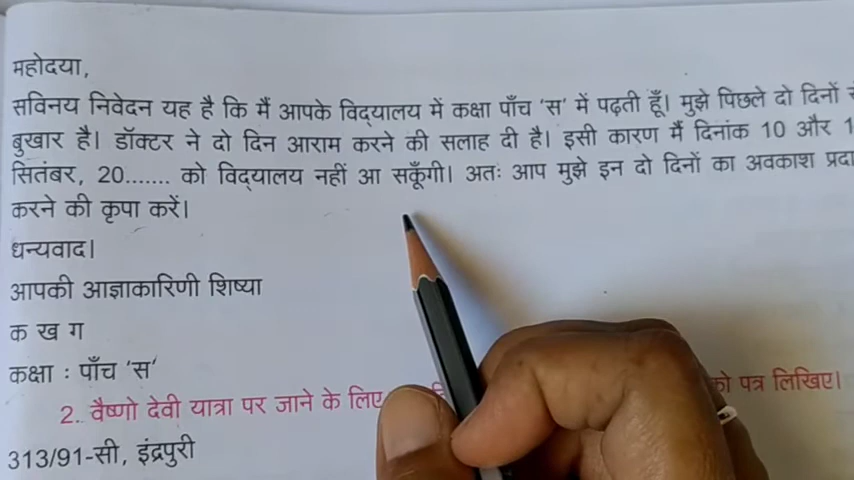 महोदया,
सविनय निवेदन यह है कि मैं आपके विद्‌यालय में कक्षा पाँच ‘स’ में पढ़ती हूँ। मुझे पिछले दो दिनों
बुखार है। डॉक्टर ने दो दिन आराम करने की सलाह दी है। इसी कारण मैं दिनांक 10 और
सितंबर, 20....... को विद्‌यालय नहीं आ सकूँगी। अतः आप मुझे इन दो दिनों का अवकाश
करने की कृपा करें।
धन्यवाद।
आपकी आज्ञाकारिणी शिष्या
क ख ग
कक्षा : पाँच ‘स’
2. वैष्णो देवी यात्रा पर जाने के लिए को पत्र लिखिए।
313/91-सी, इंद्रपुरी